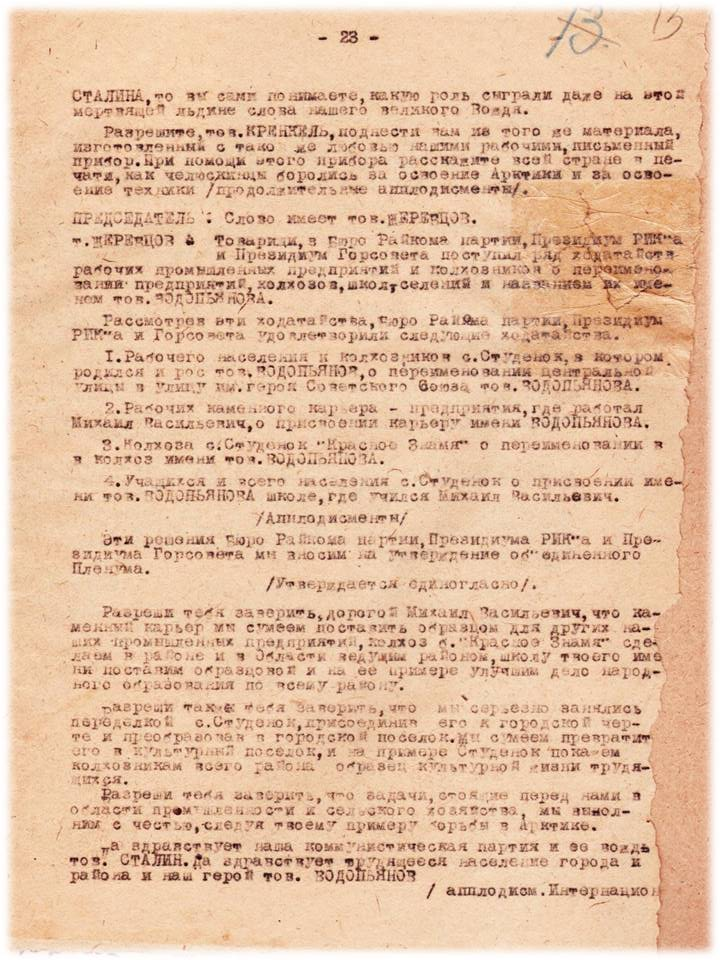 - 23 -
13.
13
СТАЛИНА,то вы сами понимаете,какую роль сыграли даже на этой
мертвящей льдине слова нашего великого Вождя.
Разрешите,тов.КРЕНКЕЛЬ,поднести вам из того же материала,
изготовленный с такой же любовью нашими рабочими,письменный
прибор.При помощи этого прибора расскажите всей стране в пе-
чати,как челюскинцы боролись за освоение Арктики и за осво-
ение техники /продолжительные апплодисменты/.
ПРЕДСЕДАТЕЛЬ : Слово имеет тов.ШЕРЕВЦОВ.
т.ШЕРЕВЦОВ : Товарищи,в Бюро Райкома партии,Президиум РИК"а
и Президиум Горсовета поступил ряд ходатайств
рабочих промышленных предприятий и колхозников о переимено-
вании предприятий,колхозов,школ,селений и названием их име-
нем тов.ВОДОПЬЯНОВА.
Рассмотрев эти ходатайства,бюро Райкома партии,Президиум
РИК"а и Горсовета удовлетворили следующие ходатайства.
1.Рабочего населения и колхозников с.Студенок,в котором
родился и рос тов.ВОДОПЬЯНОВ,о переименовании центральной
улицы в улицу им.героя Советского Союза тов.ВОДОПЬЯНОВА.
2.Рабочих каменного карьера - предприятия,где работал
Михаил Васильевич,о присвоении карьеру имени ВОДОПЬЯНОВА.
3.Колхоза с.Студенок "Красное Знамя" о переименовании в
в колхоз имени тов.ВОДОПЬЯНОВА.
4.Учащихся и всего населения с.Студенок о присвоении име-
ни тов.ВОДОПЬЯНОВА школе,где учился Михаил Васильевич.
/Апплодисменты/
Эти решения Бюро Райкома партии,Президиума РИК"а и Пре-
зидиума Горсовета мы вносим на утверждение об"единенного
Пленума.
/Утверждается единогласно/.
Разреши тебя заверить,дорогой Михаил Васильевич,что ка-
менный карьер мы сумеем поставить образцом для других на-
ших промышленных предприятий,колхоз б."Красное Знамя" сде-
лаем в районе и в Области ведущим районом,школу твоего име
ни поставим образцовой и на ее примере улучшим дело народ-
ного образования по всему району.
Разреши также тебя заверить,что мы серьезно занялись
переделкой с.Студенок,присоединив его к городской чер-
те и преобразовав в городской поселок.Мы сумеем превратит
его в культурный поселок,и на примере Студенок покажем
колхозникам всего района образец культурной жизни трудя-
щихся.
Разреши тебя заверить,что задачи,стоящие перед нами в
области промышленности и сельского хозяйства, мы выпол-
ним с честью,следуя твоему примеру борьбы в Арктике.
Да здравствует наша коммунистическая партия и ее вождь
тов. СТАЛИН.Да здравствует трудящееся население города и
района и наш герой тов. ВОДОПЬЯНОВ
/ апплодисм.Интернацион